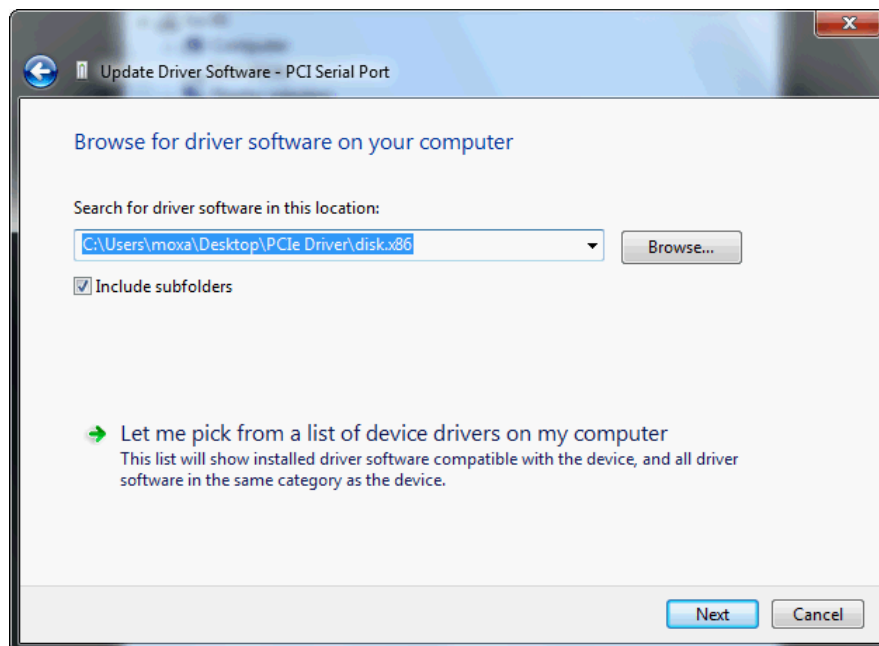 Computer
Update Driver Software - PCI Serial Port
Browse for driver software on your computer
Search for driver software in this location:
C:\Users\moxa\Desktop\PCIe Driver\disk.x86
Browse...
Include subfolders
Let me pick from a list of device drivers on my computer
This list will show installed driver software compatible with the device, and all driver
software in the same category as the device.
Next
Cancel